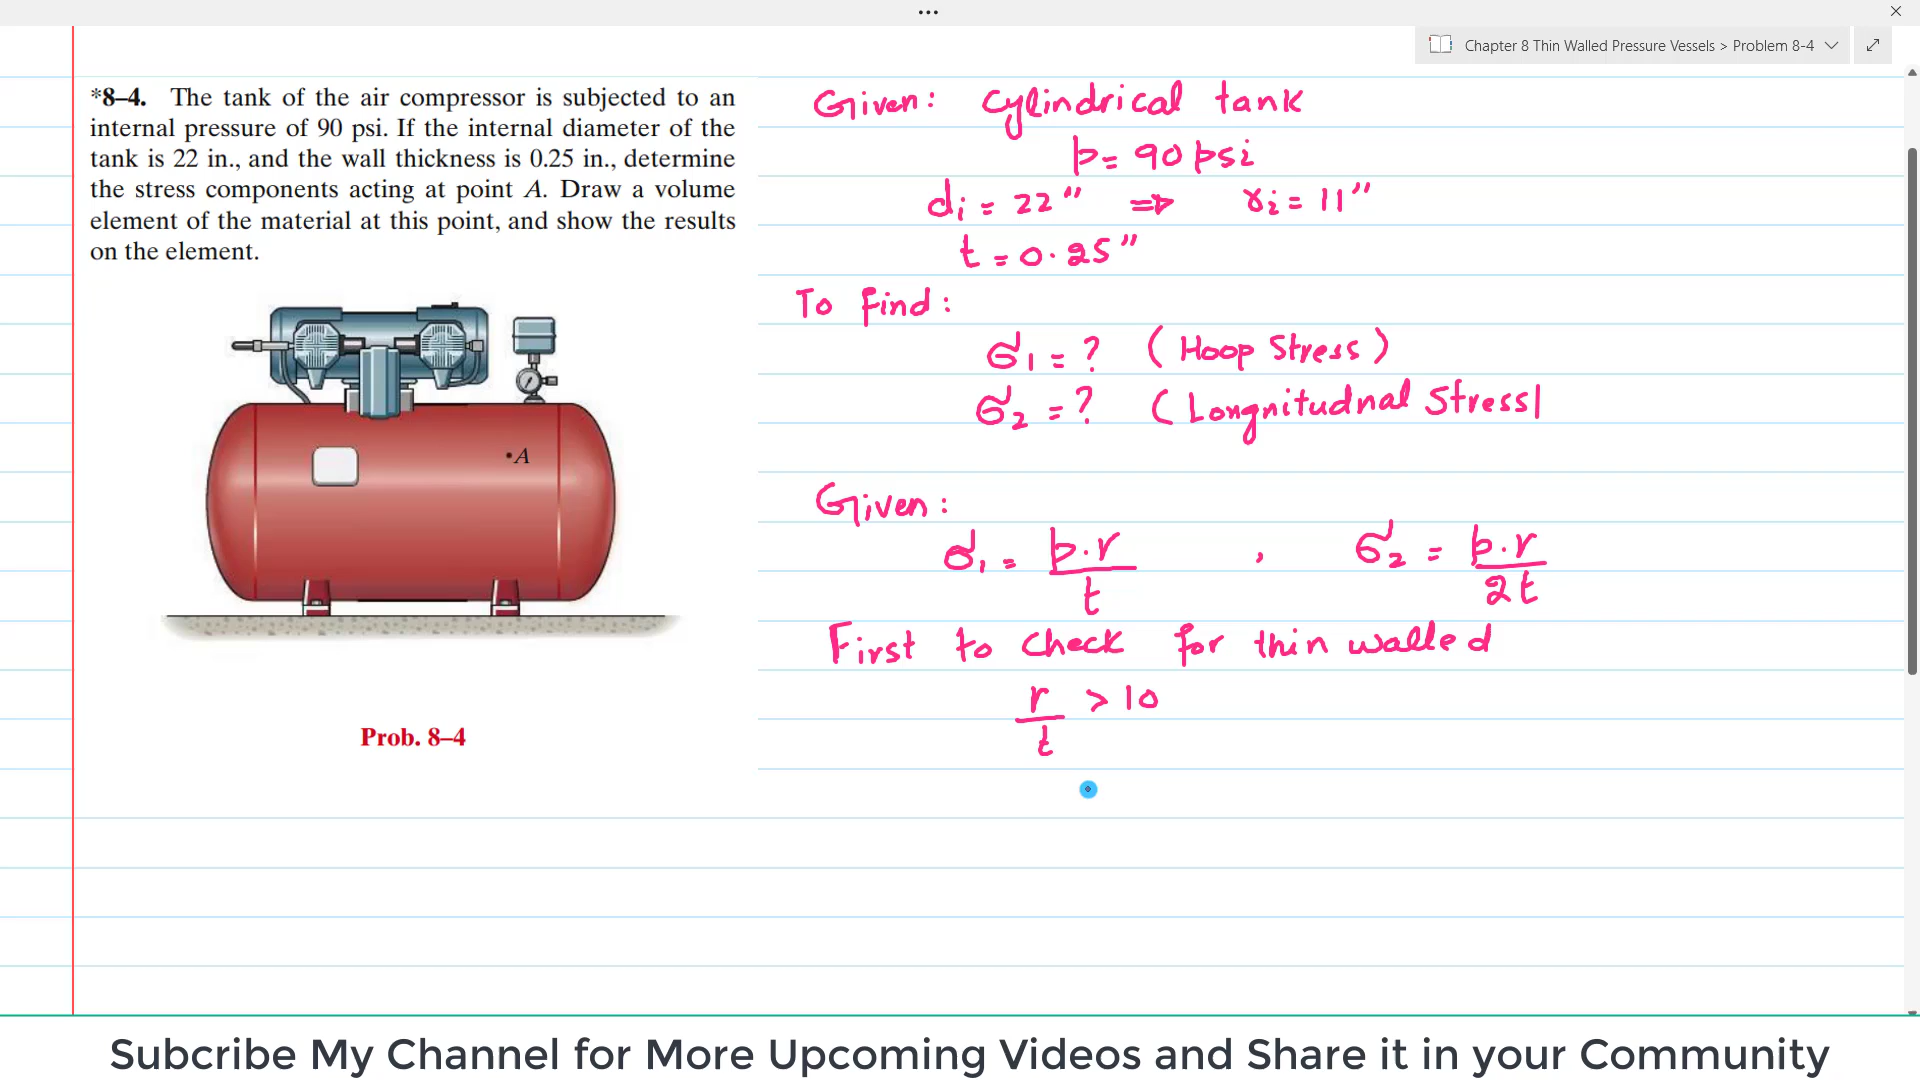 Chapter 8 Thin Walled Pressure Vessels > Problem 8-4
*8–4. The tank of the air compressor is subjected to an
internal pressure of 90 psi. If the internal diameter of the
tank is 22 in., and the wall thickness is 0.25 in., determine
the stress components acting at point A. Draw a volume
element of the material at this point, and show the results
on the element.
A
Prob. 8–4
Given: Cylindrical tank
p = 90 psi
di = 22" => ri = 11"
t = 0.25"
To Find:
σ1 = ? (Hoop Stress)
σ2 = ? (Longnitudnal Stress)
Given:
σ1 = p.r/t , σ2 = p.r/2t
First to check for thin walled
r/t > 10
Subcribe My Channel for More Upcoming Videos and Share it in your Community